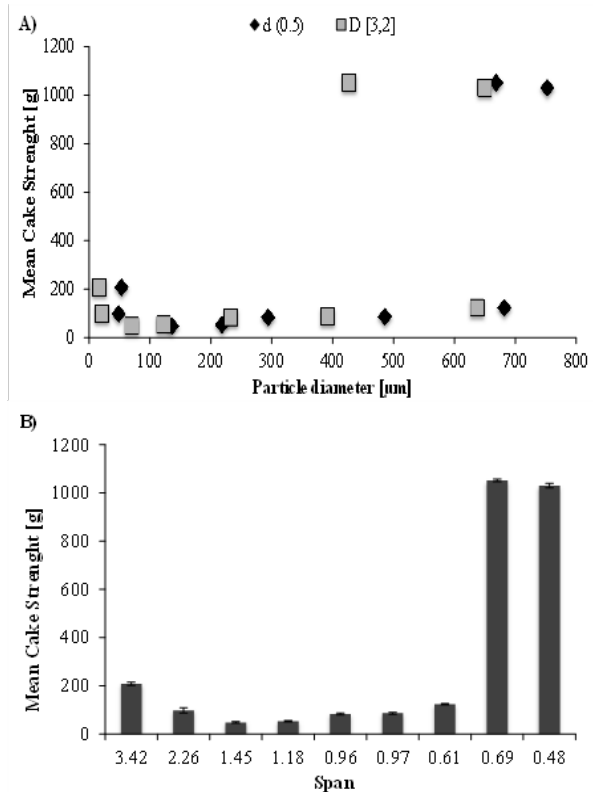 A)
d (0.5) D [3,2]
1200
1000
800
600
400
200
0
0 100 200 300 400 500 600 700 800
Mean Cake Strenght [g]
Particle diameter [µm]
B)
1200
1000
800
600
400
200
0
3.42 2.26 1.45 1.18 0.96 0.97 0.61 0.69 0.48
Mean Cake Strenght [g]
Span